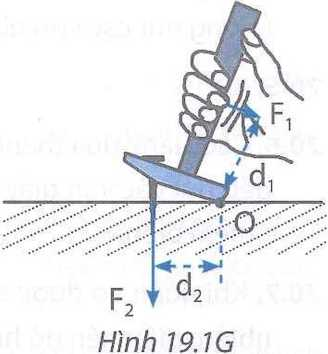 F₁
d₁
O
d₂
F₂
Hình 19.1G